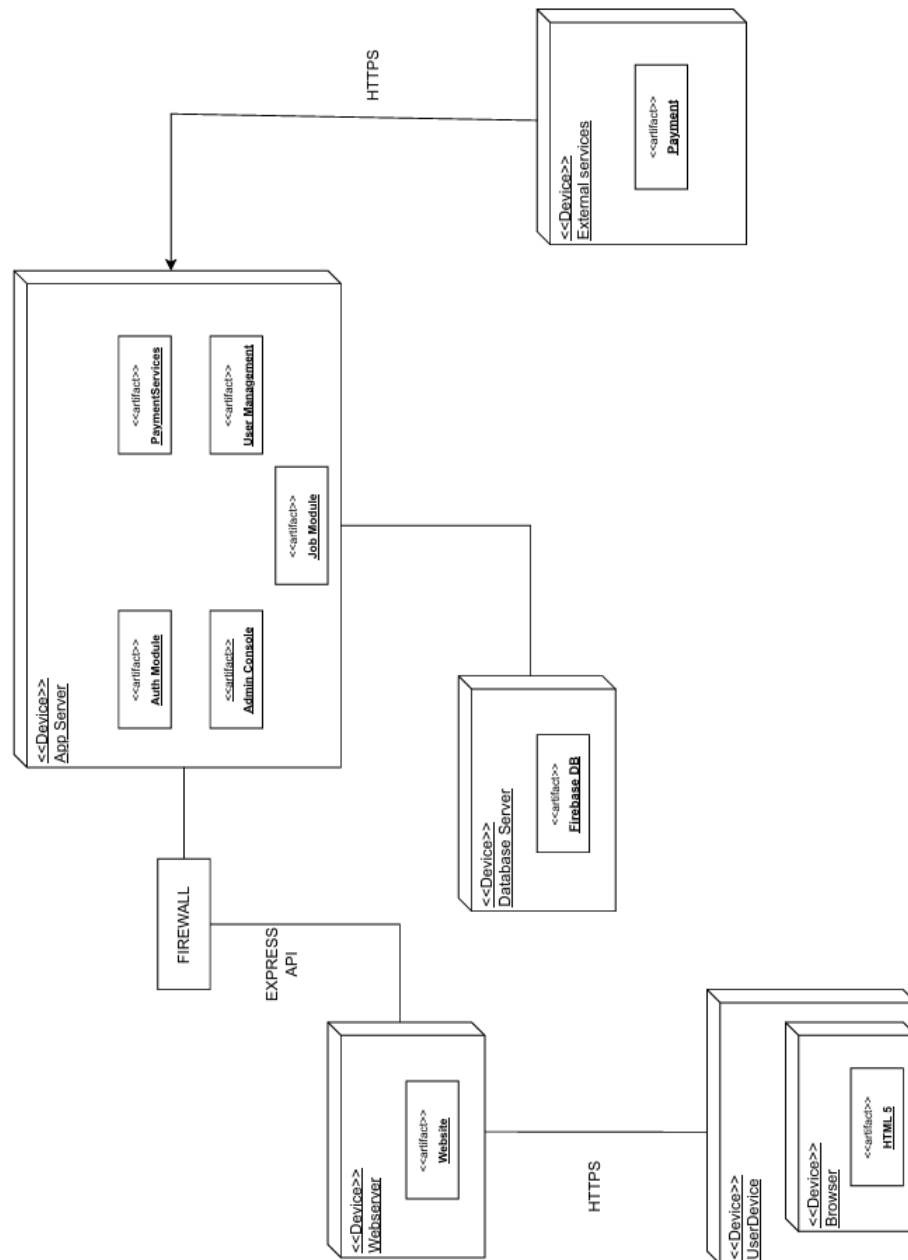 <<Device>>
App Server
<<artifact>>
Auth Module
<<artifact>>
PaymentServices
<<artifact>>
Admin Console
<<artifact>>
User Management
<<artifact>>
Job Module
FIREWALL
EXPRESS
API
HTTPS
<<Device>>
Webserver
<<artifact>>
Website
<<Device>>
Database Server
<<artifact>>
Firebase DB
<<Device>>
External services
<<artifact>>
Payment
HTTPS
<<Device>>
UserDevice
<<Device>>
Browser
<<artifact>>
HTML 5